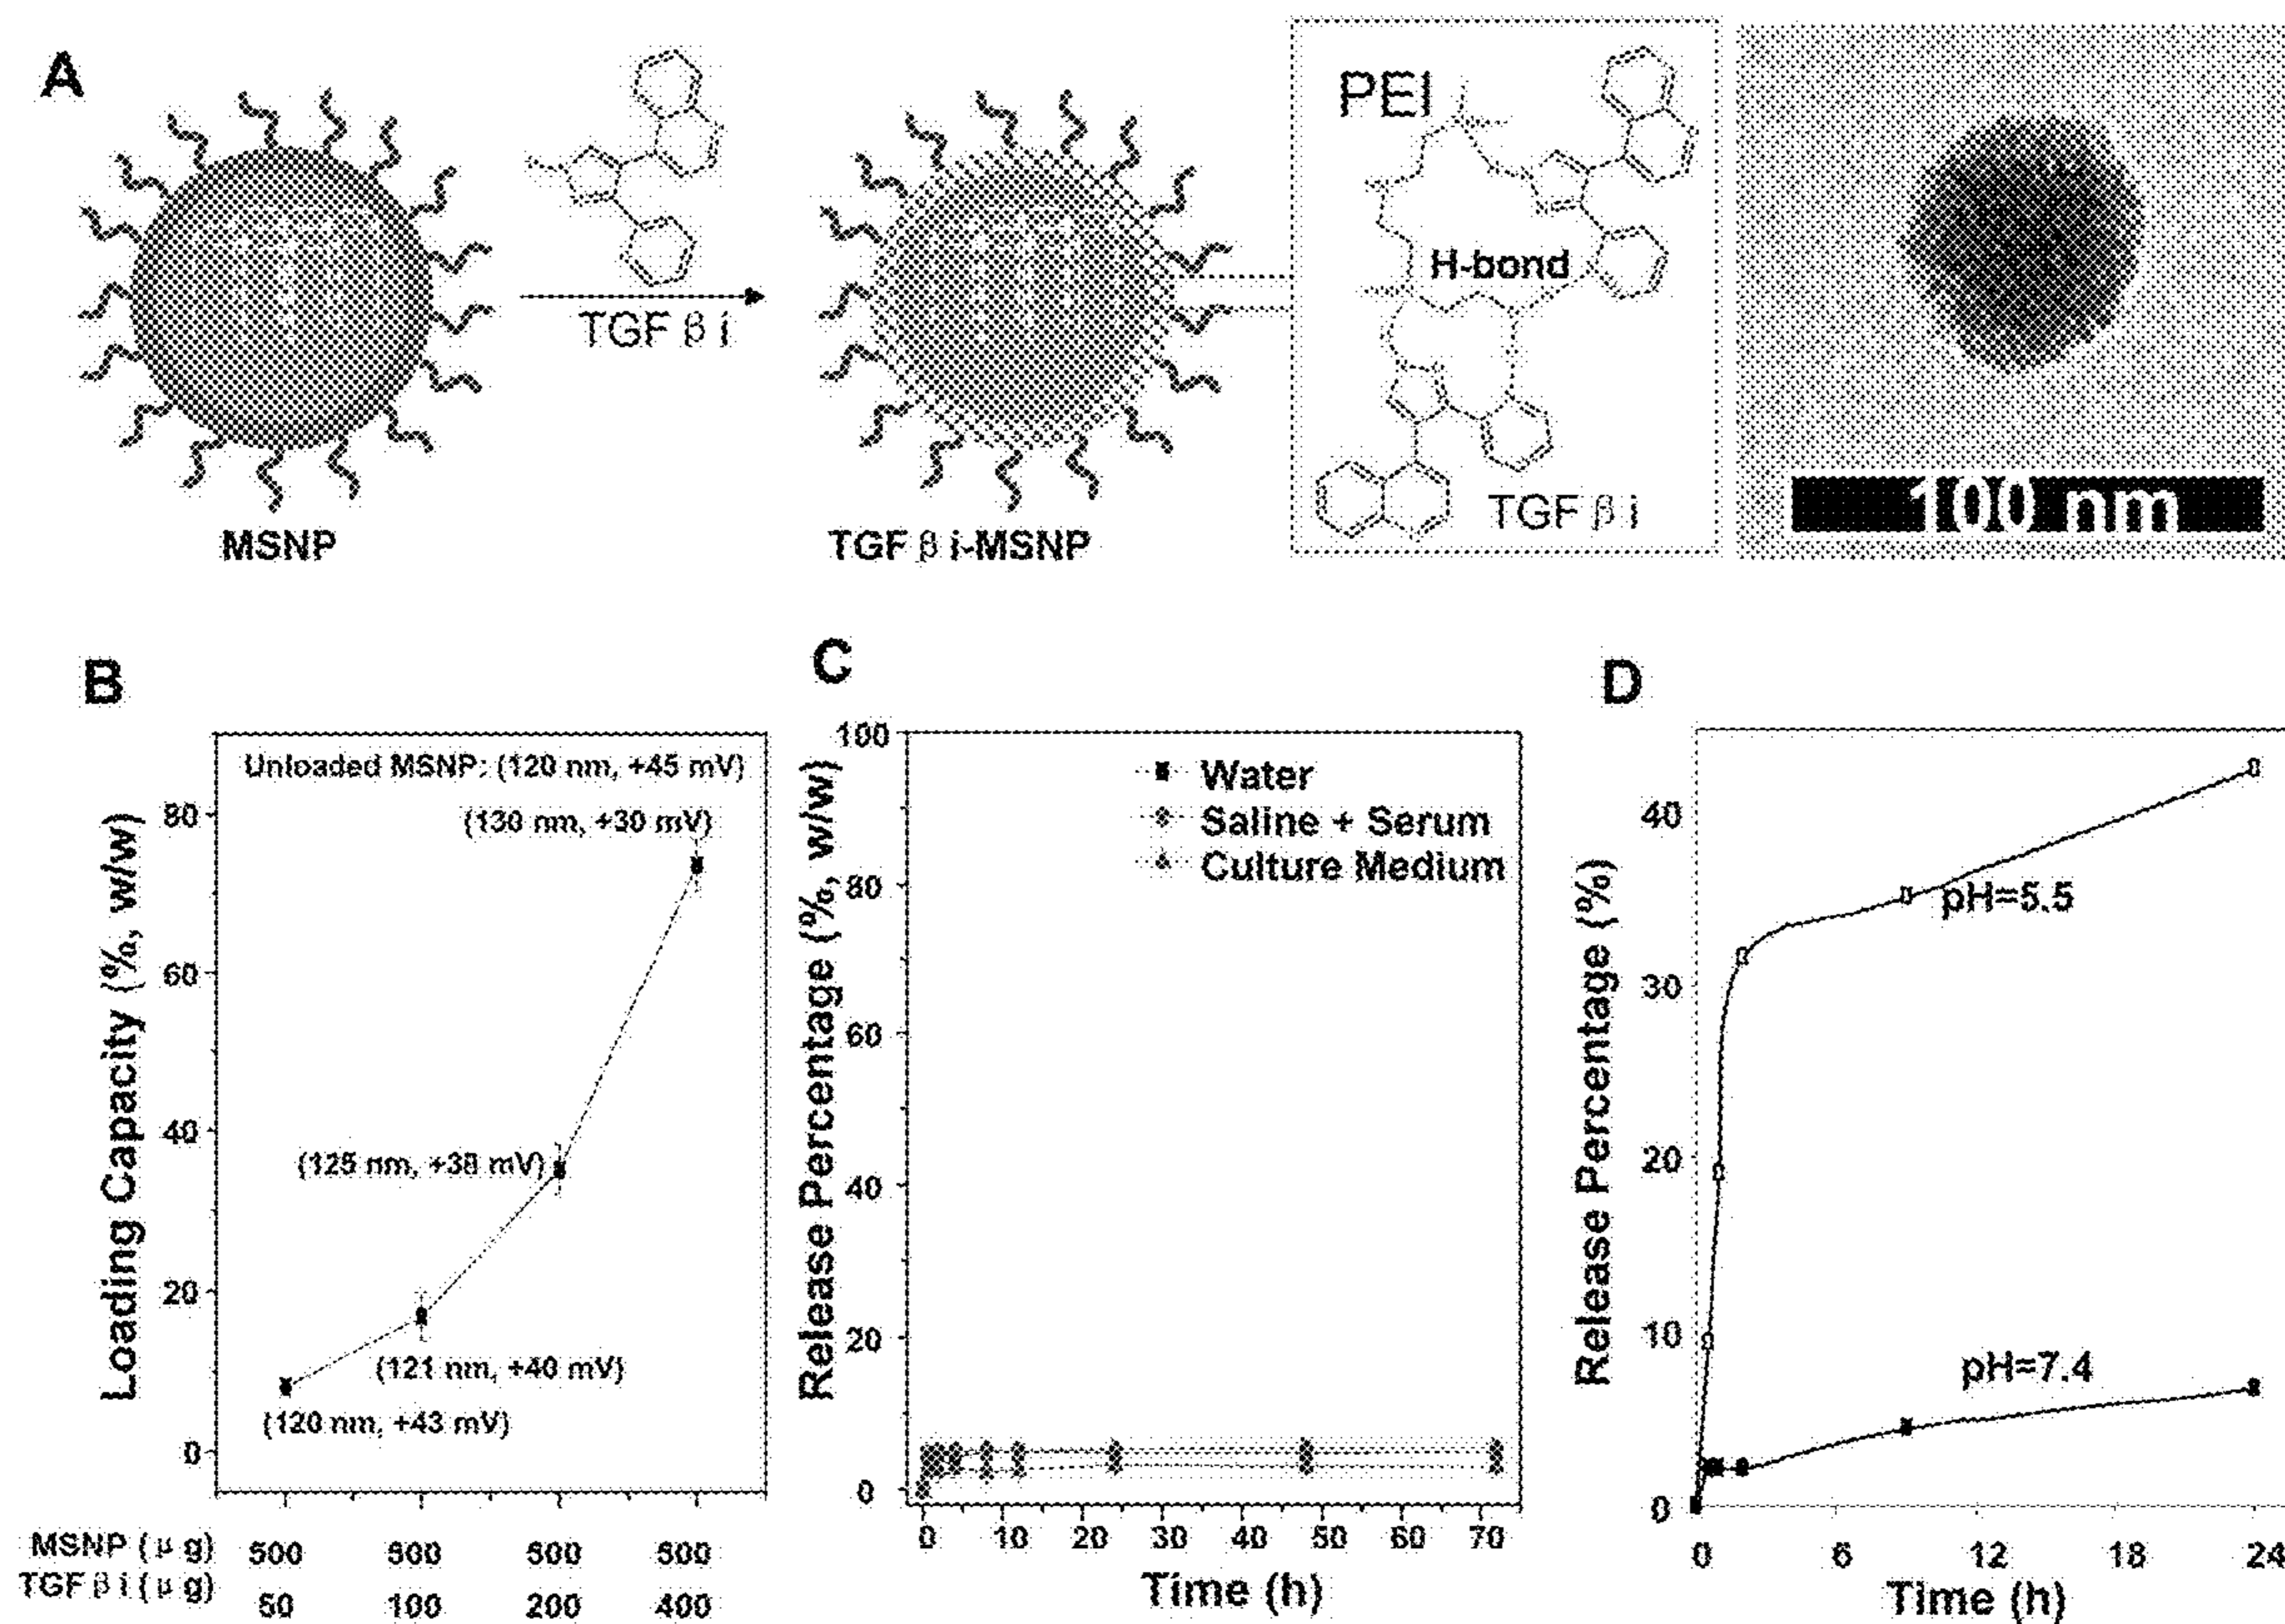 A
TGF β i
MSNP
TGF β i-MSNP
PEI
H-bond
TGF β i
100 nm
B
Loading Capacity (%, w/w)
80
60
40
20
0
Unloaded MSNP: (120 nm, +45 mV)
(130 nm, +30 mV)
(125 nm, +38 mV)
(121 nm, +40 mV)
(120 nm, +43 mV)
MSNP (μg) 500 500 500 500
TGF β i (μg) 50 100 200 400
C
Release Percentage (%, w/w)
100
80
60
40
20
0
Water
Saline + Serum
Culture Medium
0 10 20 30 40 50 60 70
Time (h)
D
Release Percentage (%)
40
30
20
10
0
pH=5.5
pH=7.4
0 6 12 18 24
Time (h)